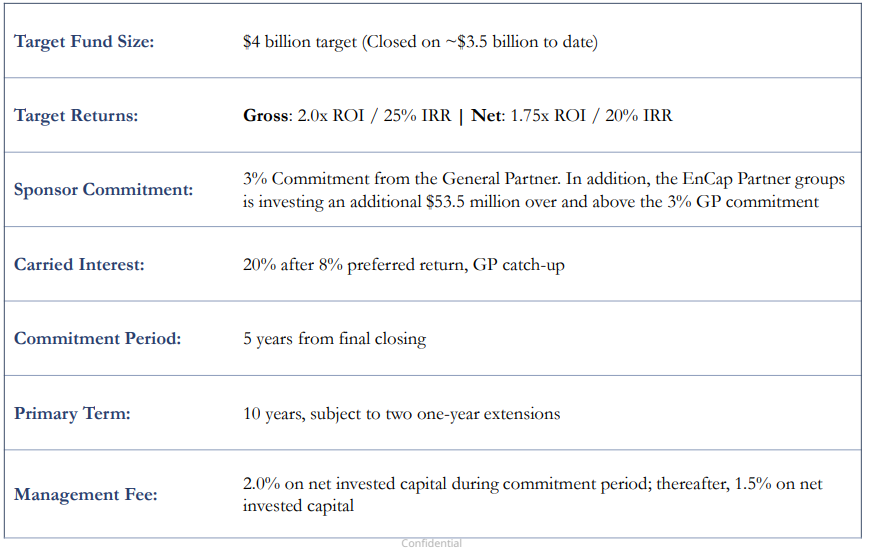 Target Fund Size: $4 billion target (Closed on ~$3.5 billion to date)
Target Returns: Gross: 2.0x ROI / 25% IRR | Net: 1.75x ROI / 20% IRR
Sponsor Commitment: 3% Commitment from the General Partner. In addition, the EnCap Partner groups
is investing an additional $53.5 million over and above the 3% GP commitment
Carried Interest: 20% after 8% preferred return, GP catch-up
Commitment Period: 5 years from final closing
Primary Term: 10 years, subject to two one-year extensions
Management Fee: 2.0% on net invested capital during commitment period; thereafter, 1.5% on net
invested capital
Confidential